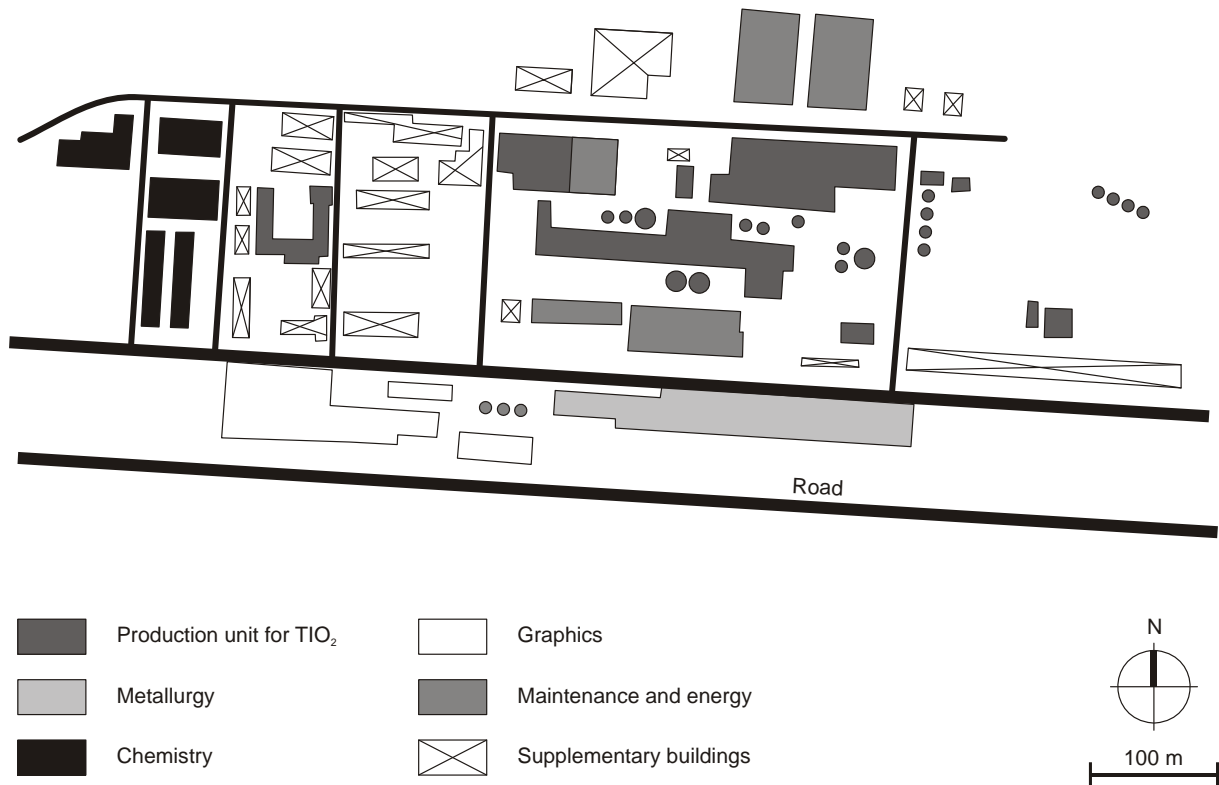 Road
Production unit for TIO₂
Graphics
N
Metallurgy
Maintenance and energy
Chemistry
Supplementary buildings
100 m